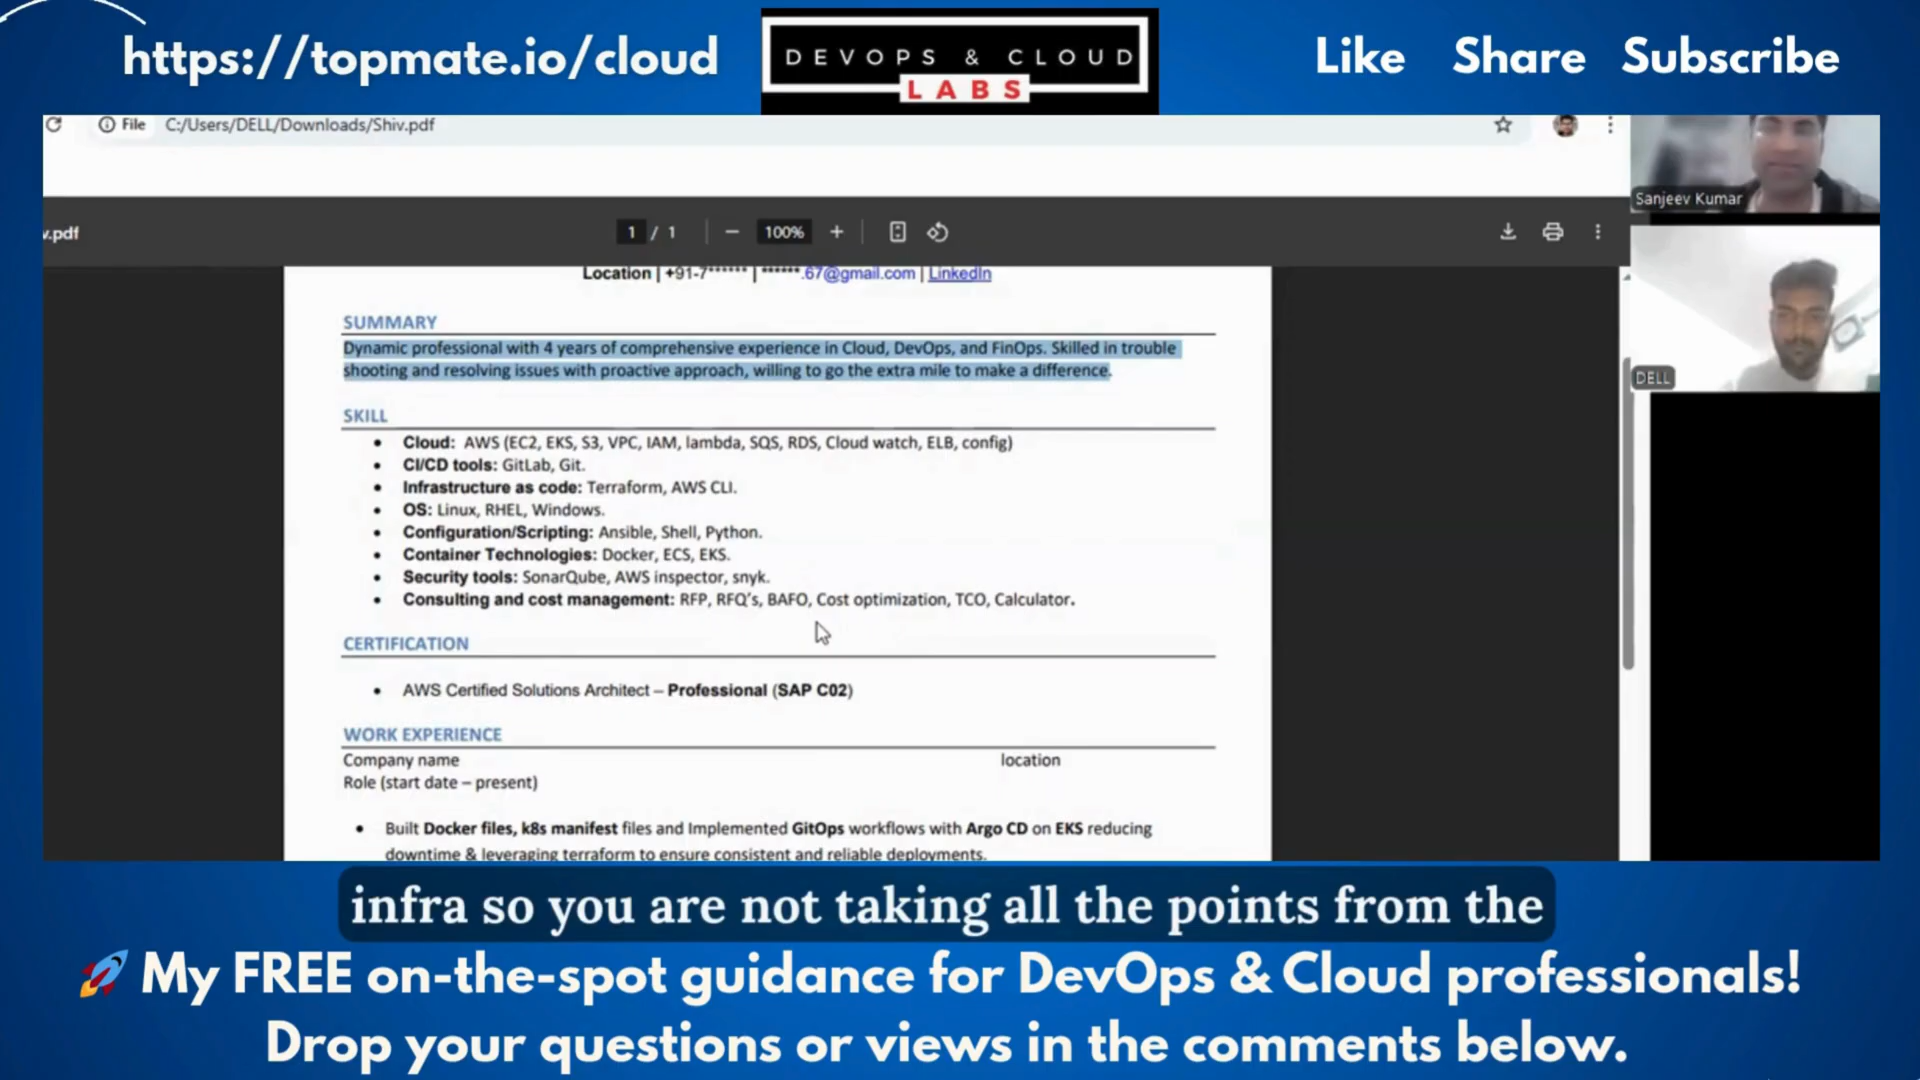 https://topmate.io/cloud
DEVOPS & CLOUD
LABS
Like Share Subscribe
File C:/Users/DELL/Downloads/Shiv.pdf
v.pdf
1 / 1 100%
Sanjeev Kumar
DELL
Location | +91-7****** | ******.67@gmail.com | LinkedIn
SUMMARY
Dynamic professional with 4 years of comprehensive experience in Cloud, DevOps, and FinOps. Skilled in trouble
shooting and resolving issues with proactive approach, willing to go the extra mile to make a difference.
SKILL
• Cloud: AWS (EC2, EKS, S3, VPC, IAM, lambda, SQS, RDS, Cloud watch, ELB, config)
• CI/CD tools: GitLab, Git.
• Infrastructure as code: Terraform, AWS CLI.
• OS: Linux, RHEL, Windows.
• Configuration/Scripting: Ansible, Shell, Python.
• Container Technologies: Docker, ECS, EKS.
• Security tools: SonarQube, AWS inspector, snyk.
• Consulting and cost management: RFP, RFQ's, BAFO, Cost optimization, TCO, Calculator.
CERTIFICATION
• AWS Certified Solutions Architect – Professional (SAP C02)
WORK EXPERIENCE
Company name location
Role (start date – present)
• Built Docker files, k8s manifest files and Implemented GitOps workflows with Argo CD on EKS reducing
downtime & leveraging terraform to ensure consistent and reliable deployments.
infra so you are not taking all the points from the
🚀 My FREE on-the-spot guidance for DevOps & Cloud professionals!
Drop your questions or views in the comments below.